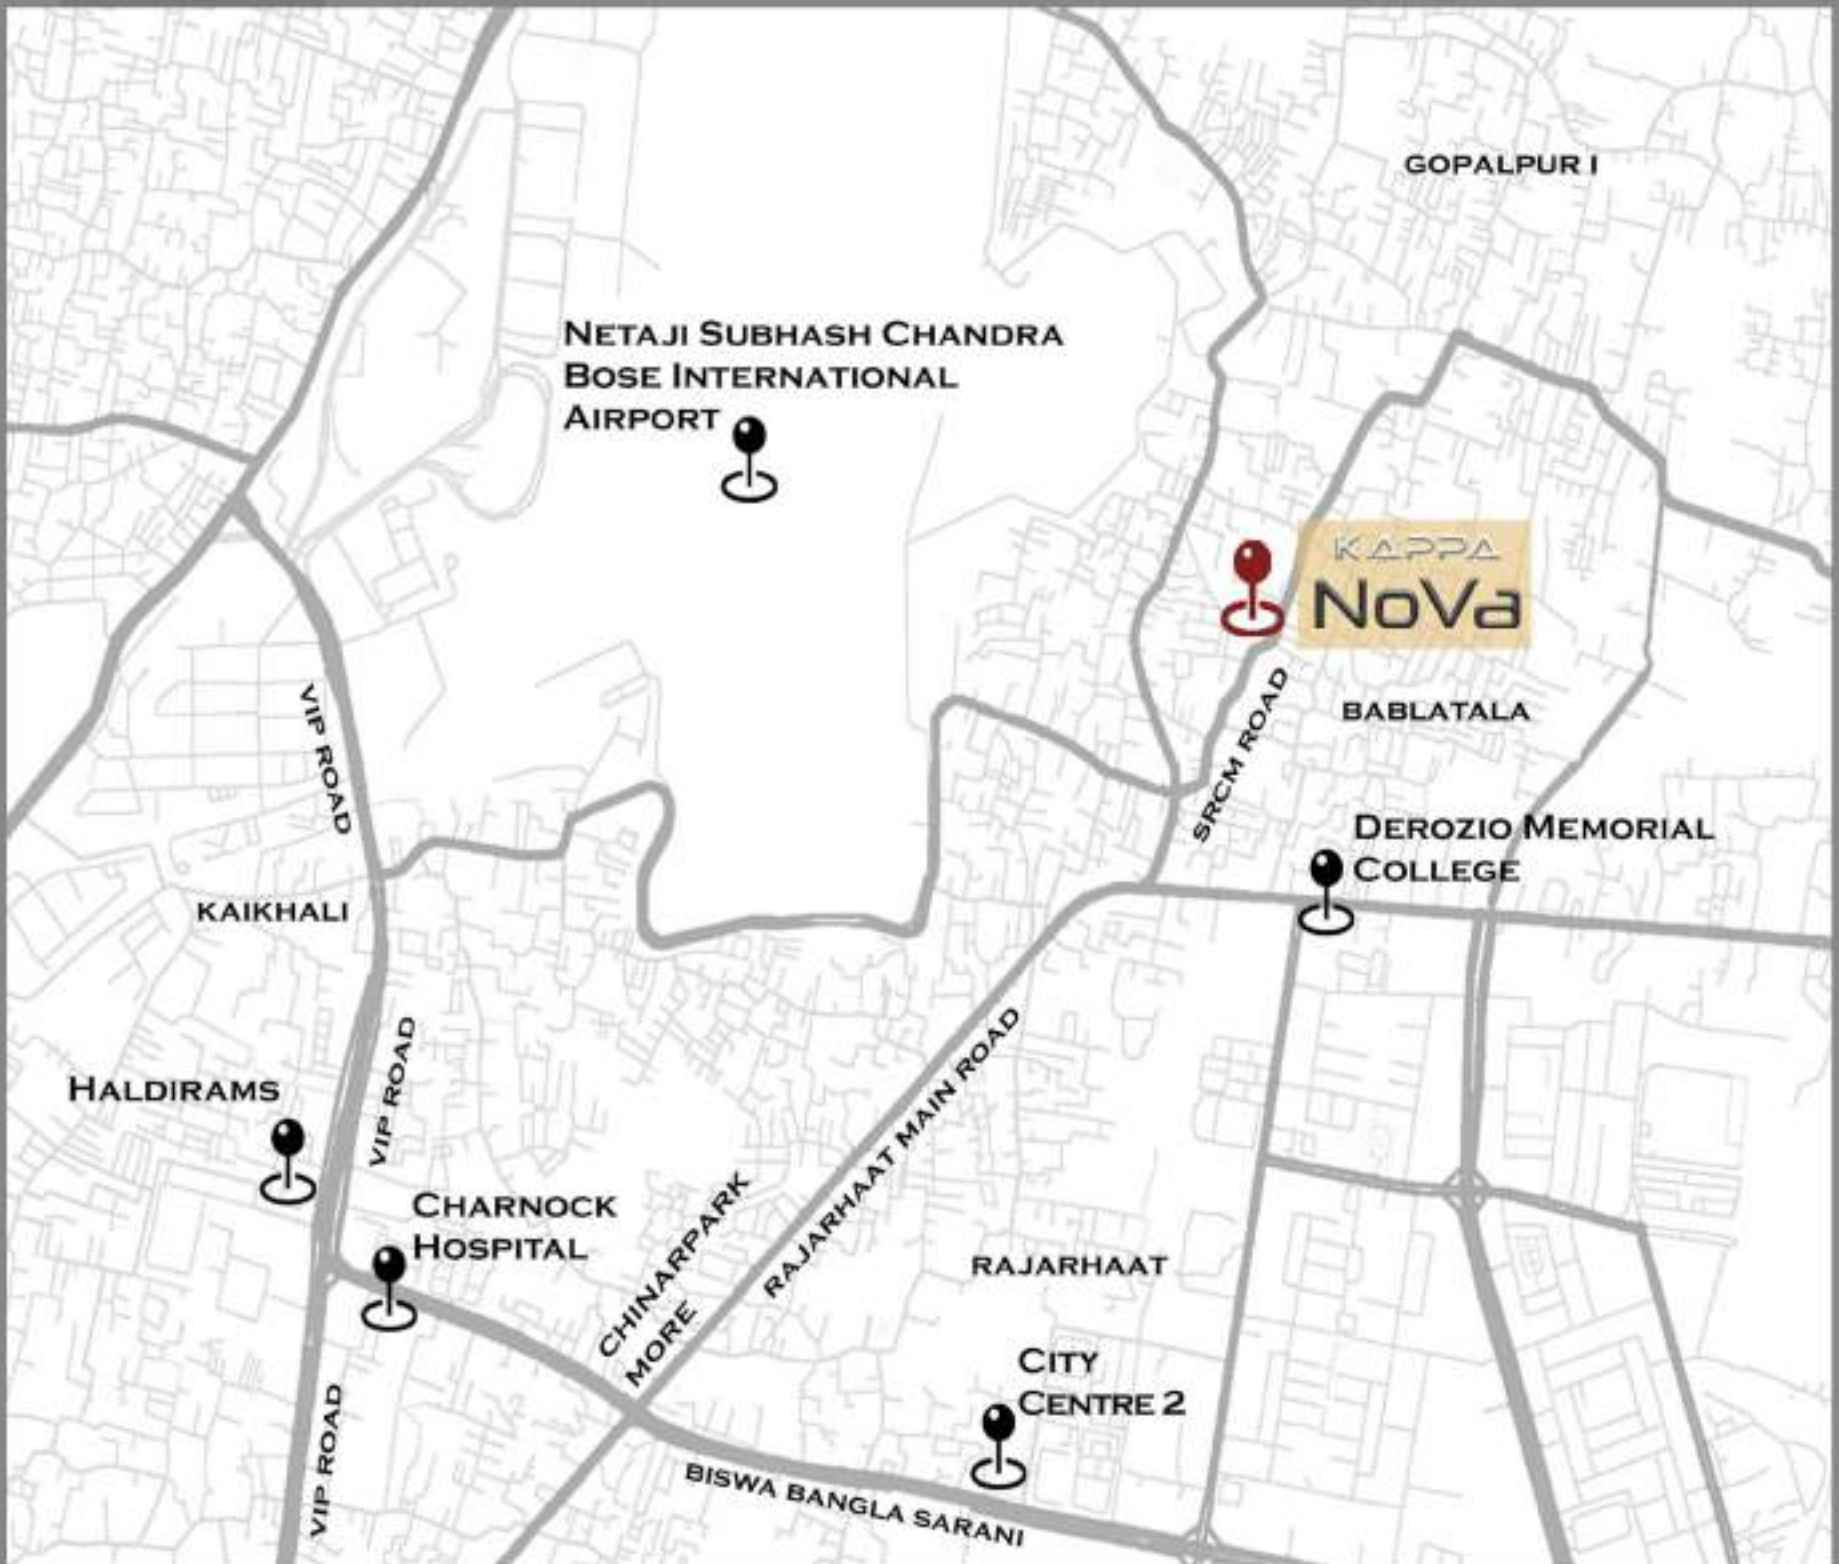 GOPALPUR I
NETAJI SUBHASH CHANDRA
BOSE INTERNATIONAL
AIRPORT
KAPPA
NoVa
VIP ROAD
SRCM ROAD
BABLATALA
DEROZIO MEMORIAL
COLLEGE
KAIKHALI
HALDIRAMS
VIP ROAD
RAJARHAAT MAIN ROAD
CHARNOCK
HOSPITAL
CHINARPARK
MORE
RAJARHAAT
CITY
CENTRE 2
VIP ROAD
BISWA BANGLA SARANI